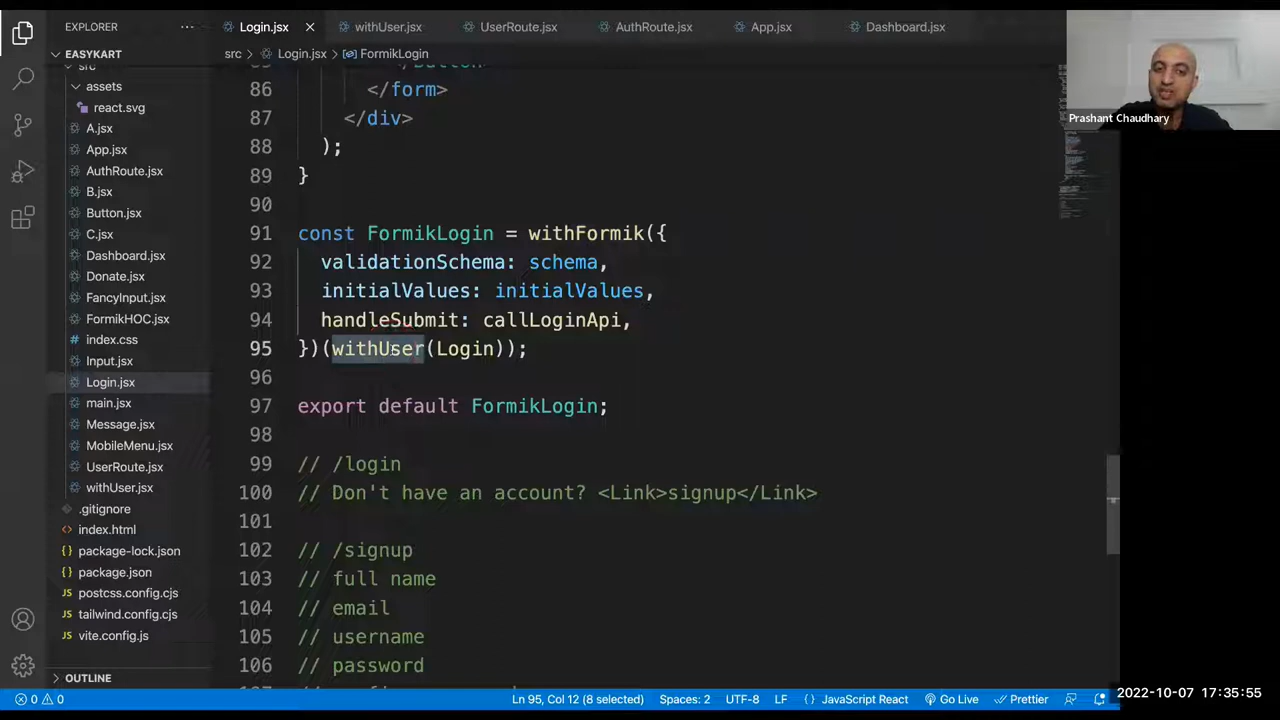 EXPLORER
EASYKART
src
assets
react.svg
A.jsx
App.jsx
AuthRoute.jsx
B.jsx
Button.jsx
C.jsx
Dashboard.jsx
Donate.jsx
FancyInput.jsx
FormikHOC.jsx
index.css
Input.jsx
Login.jsx
main.jsx
Message.jsx
MobileMenu.jsx
UserRoute.jsx
withUser.jsx
.gitignore
index.html
package-lock.json
package.json
postcss.config.cjs
tailwind.config.cjs
vite.config.js
OUTLINE
Login.jsx withUser.jsx UserRoute.jsx AuthRoute.jsx App.jsx Dashboard.jsx
src > Login.jsx > FormikLogin
86 </form>
87 </div>
88 );
89 }
90
91 const FormikLogin = withFormik({
92 validationSchema: schema,
93 initialValues: initialValues,
94 handleSubmit: callLoginApi,
95 })(withUser(Login));
96
97 export default FormikLogin;
98
99 // /login
100 // Don't have an account? <Link>signup</Link>
101
102 // /signup
103 // full name
104 // email
105 // username
106 // password
Prashant Chaudhary
0 0 Ln 95, Col 12 (8 selected) Spaces: 2 UTF-8 LF {} JavaScript React Go Live Prettier
2022-10-07 17:35:55